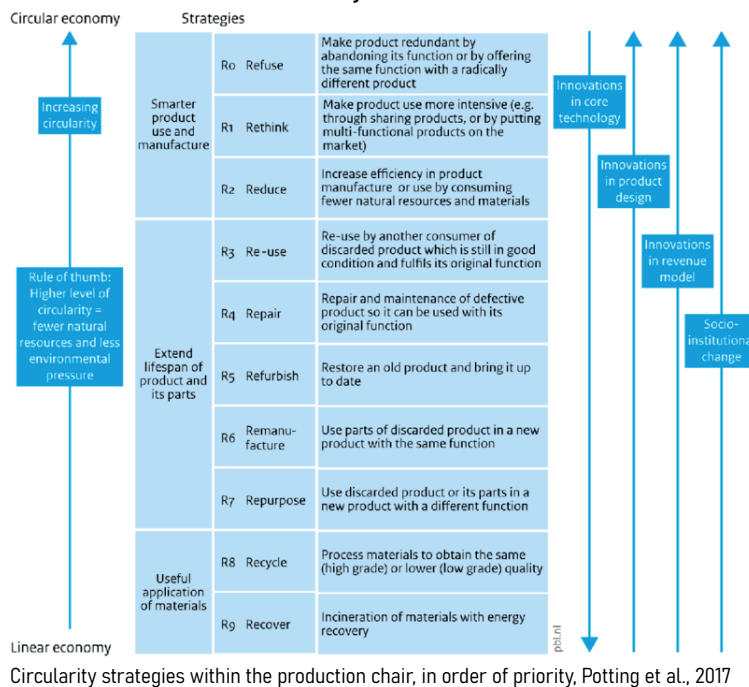 Circular economy
Strategies
Increasing
circularity
Rule of thumb:
Higher level of
circularity =
fewer natural
resources and less
environmental
pressure
Linear economy
Smarter
product
use and
manufacture
R0 Refuse
Make product redundant by
abandoning its function or by offering
the same function with a radically
different product
R1 Rethink
Make product use more intensive (e.g.
through sharing products, or by putting
multi-functional products on the
market)
R2 Reduce
Increase efficiency in product
manufacture or use by consuming
fewer natural resources and materials
Extend
lifespan of
product and
its parts
R3 Re-use
Re-use by another consumer of
discarded product which is still in good
condition and fulfils its original function
R4 Repair
Repair and maintenance of defective
product so it can be used with its
original function
R5 Refurbish
Restore an old product and bring it up
to date
R6 Remanu-
facture
Use parts of discarded product in a new
product with the same function
R7 Repurpose
Use discarded product or its parts in a
new product with a different function
Useful
application
of materials
R8 Recycle
Process materials to obtain the same
(high grade) or lower (low grade) quality
R9 Recover
Incineration of materials with energy
recovery
Innovations
in core
technology
Innovations
in product
design
Innovations
in revenue
model
Socio-
institutiona
change
pbl.nl
Circularity strategies within the production chair, in order of priority, Potting et al., 2017